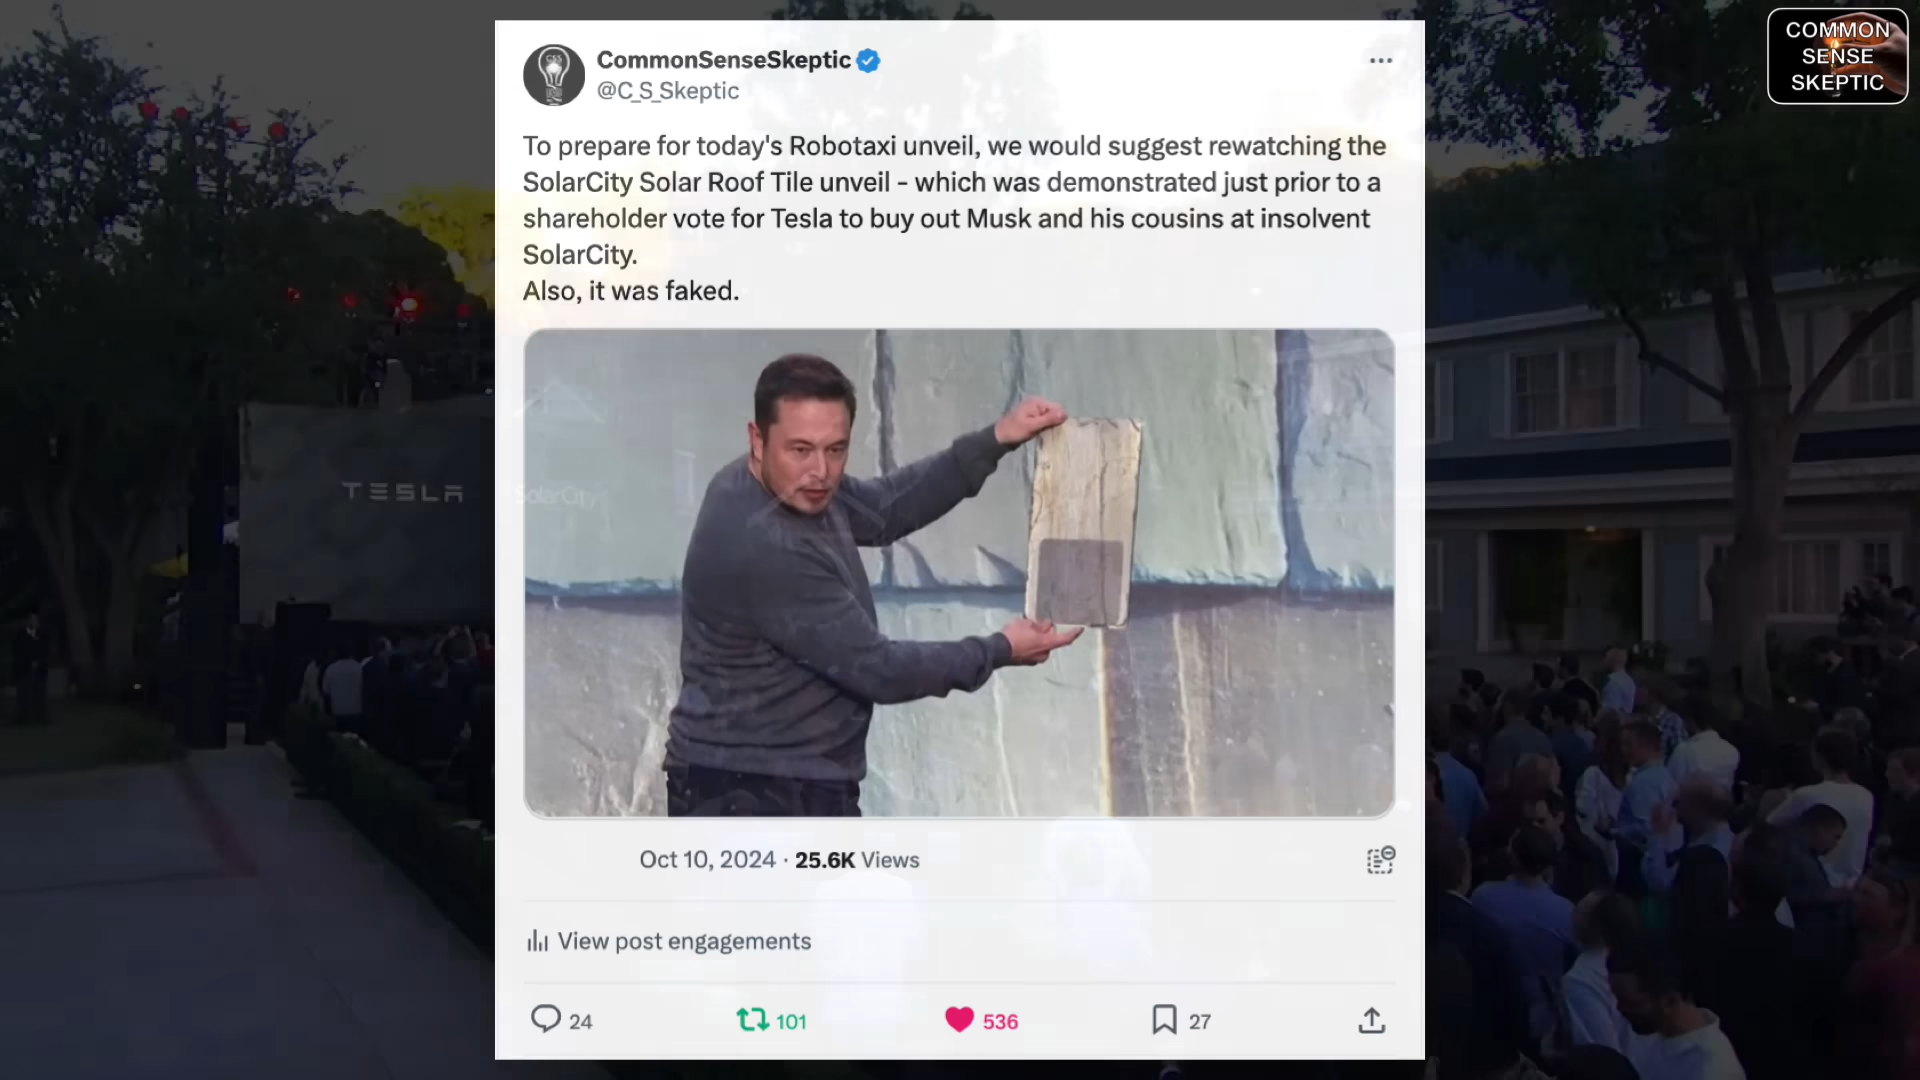 COMMON
SENSE
SKEPTIC
CommonSenseSkeptic
@C_S_Skeptic
To prepare for today's Robotaxi unveil, we would suggest rewatching the
SolarCity Solar Roof Tile unveil - which was demonstrated just prior to a
shareholder vote for Tesla to buy out Musk and his cousins at insolvent
SolarCity.
Also, it was faked.
TESLA
SolarCity
Oct 10, 2024 · 25.6K Views
View post engagements
24 101 536 27